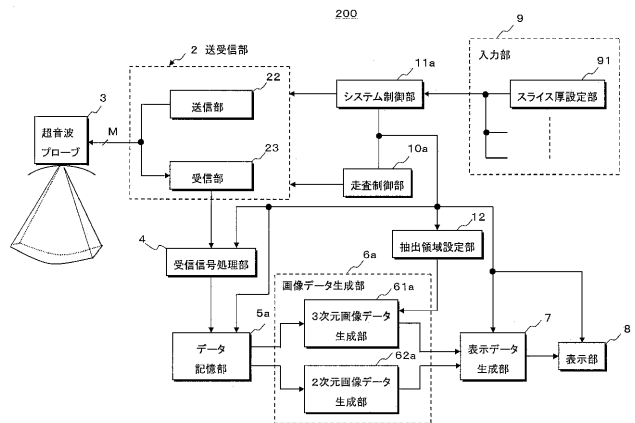 200
9
2 送受信部
11a
入力部
91
22
3
システム制御部
スライス厚設定部
送信部
超音波
プローブ
M
23
10a
受信部
走査制御部
12
4
抽出領域設定部
受信信号処理部
6a
画像データ生成部
61a
5a
7
3次元画像データ
生成部
8
データ
記憶部
62a
表示データ
生成部
表示部
2次元画像データ
生成部